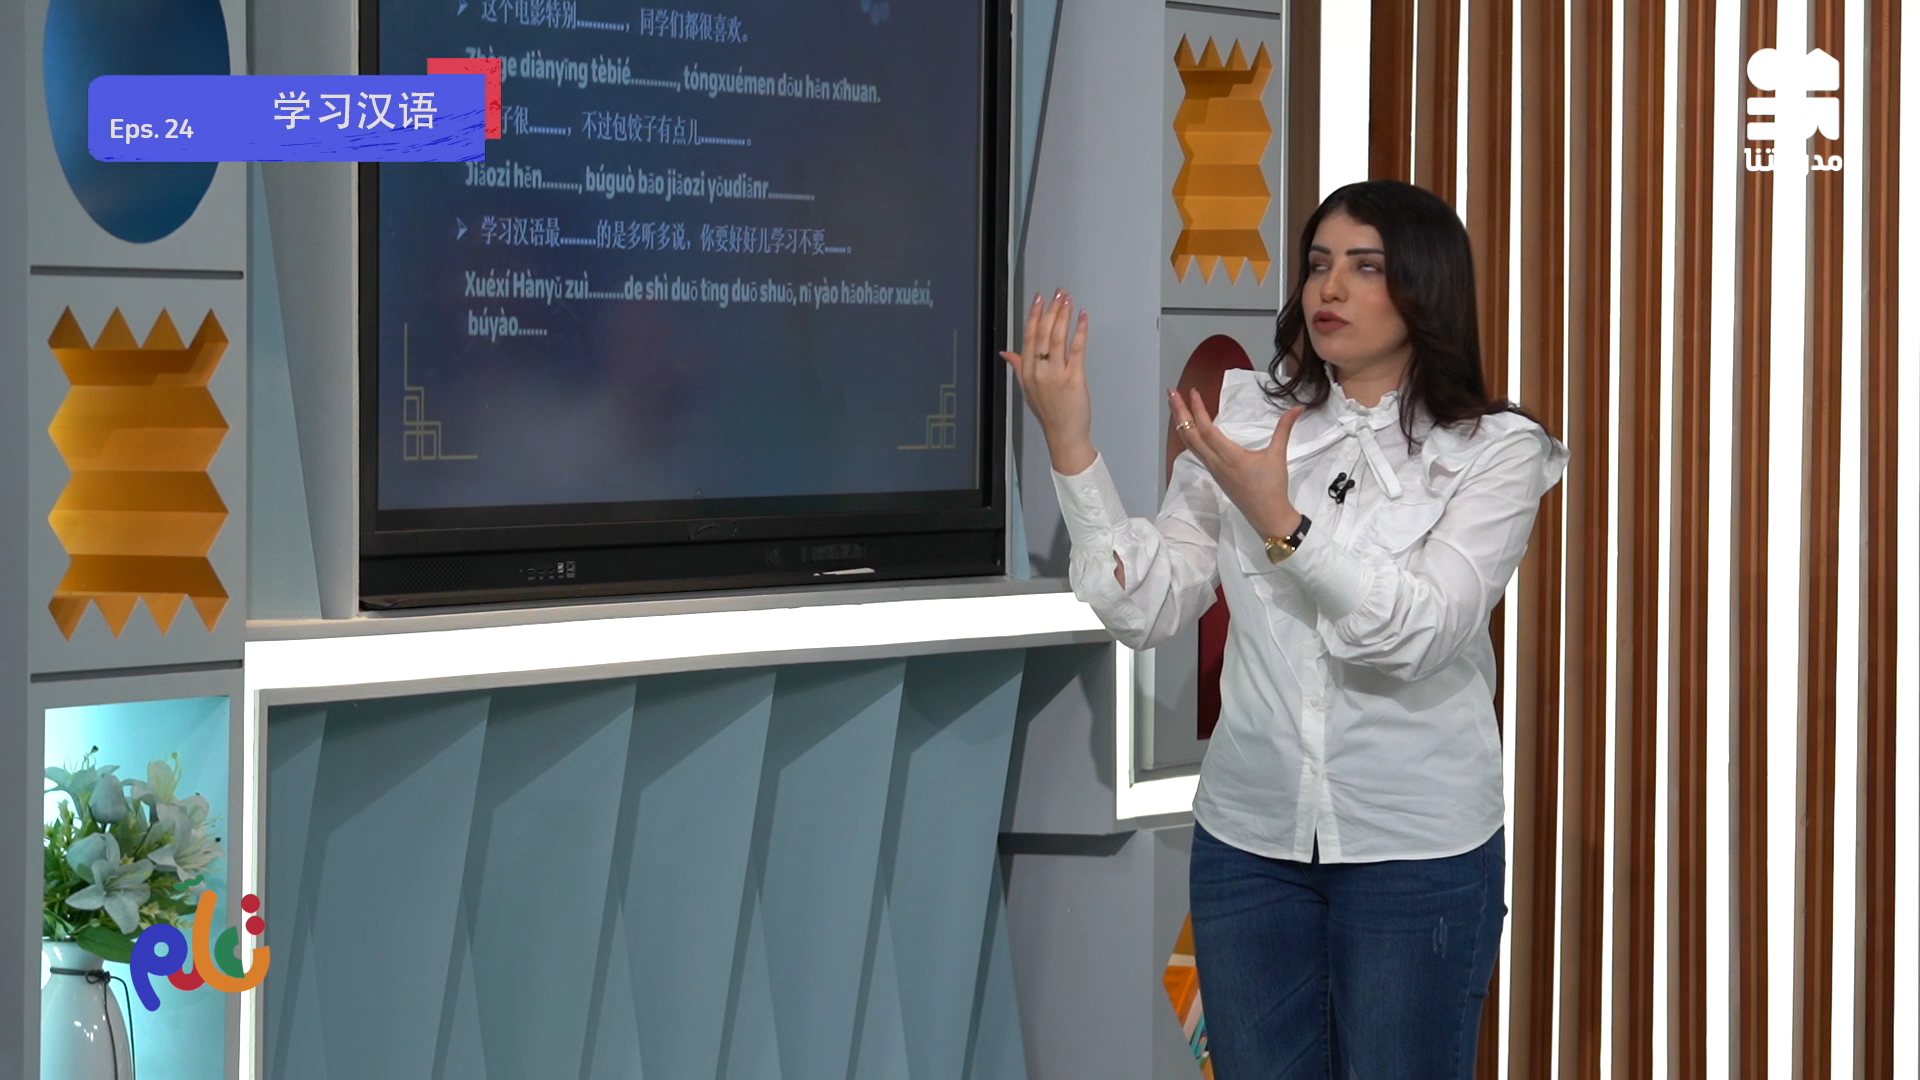 这个电影特别............，同学们都很喜欢。
ge diànyǐng tèbié............, tóngxuémen dōu hěn xǐhuan.
学习汉语
Eps. 24
子很.........，不过包饺子有点儿............。
Jiǎozi hěn........., búguò bāo jiǎozi yǒudiǎnr............
学习汉语最.........的是多听多说，你要好好儿学习不要......。
Xuéxí Hànyǔ zuì.........de shì duō tīng duō shuō, nǐ yào hǎohāor xuéxí,
búyào.......
مدرستنا